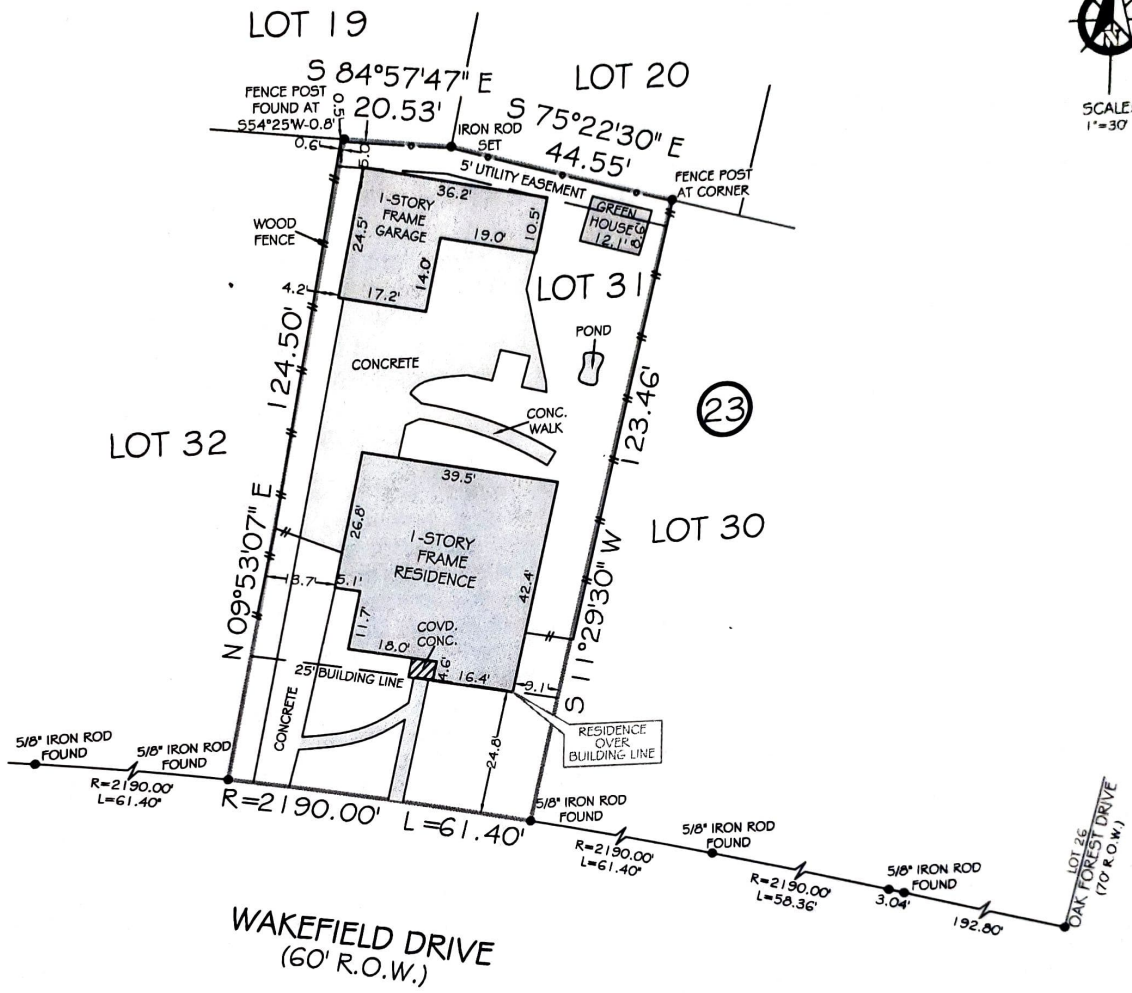 LOT 19
S 84°57'47" E
20.53'
LOT 20
S 75°22'30" E
44.55'
N
SCALE:
1"=30'
FENCE POST
FOUND AT
S54°25'W-0.8'
0.5'
0.6'
5.0'
IRON ROD
SET
5' UTILITY EASEMENT
FENCE POST
AT CORNER
36.2'
1-STORY
FRAME
GARAGE
24.5'
19.0'
10.5'
14.0'
17.2'
GREEN
HOUSE
12.1'
8.6'
WOOD
FENCE
4.2'
LOT 31
POND
CONCRETE
CONC.
WALK
124.50'
N 09°53'07" E
123.46'
S 11°29'30" W
23
LOT 32
LOT 30
39.5'
26.8'
1-STORY
FRAME
RESIDENCE
42.4'
13.7'
5.1'
11.7'
18.0'
COVD.
CONC.
4.6'
16.4'
25' BUILDING LINE
9.1'
CONCRETE
24.8'
RESIDENCE
OVER
BUILDING LINE
5/8" IRON ROD
FOUND
5/8" IRON ROD
FOUND
R=2190.00'
L=61.40'
R=2190.00'
L=61.40'
5/8" IRON ROD
FOUND
R=2190.00'
L=61.40'
5/8" IRON ROD
FOUND
R=2190.00'
L=58.36'
5/8" IRON ROD
FOUND
3.04'
192.80'
LOT 26
OAK FOREST DRIVE
(70' R.O.W.)
WAKEFIELD DRIVE
(60' R.O.W.)